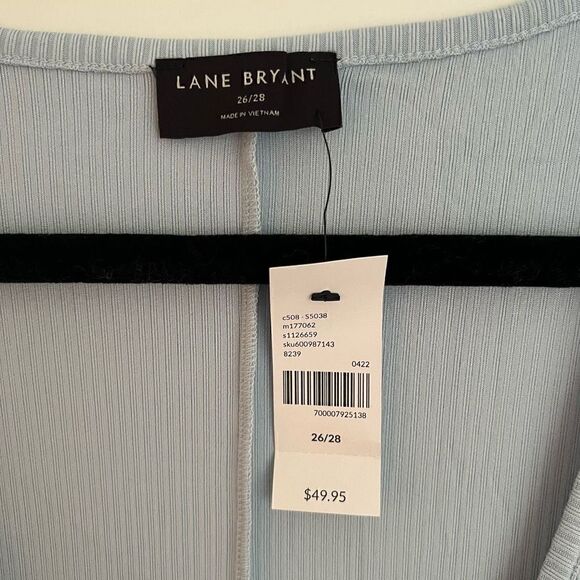 LANE BRYANT
26/28
MADE IN VIETNAM
c508 - S5038
m177062
s1126659
sku600987143
8239
0422
700007925138
26/28
$49.95